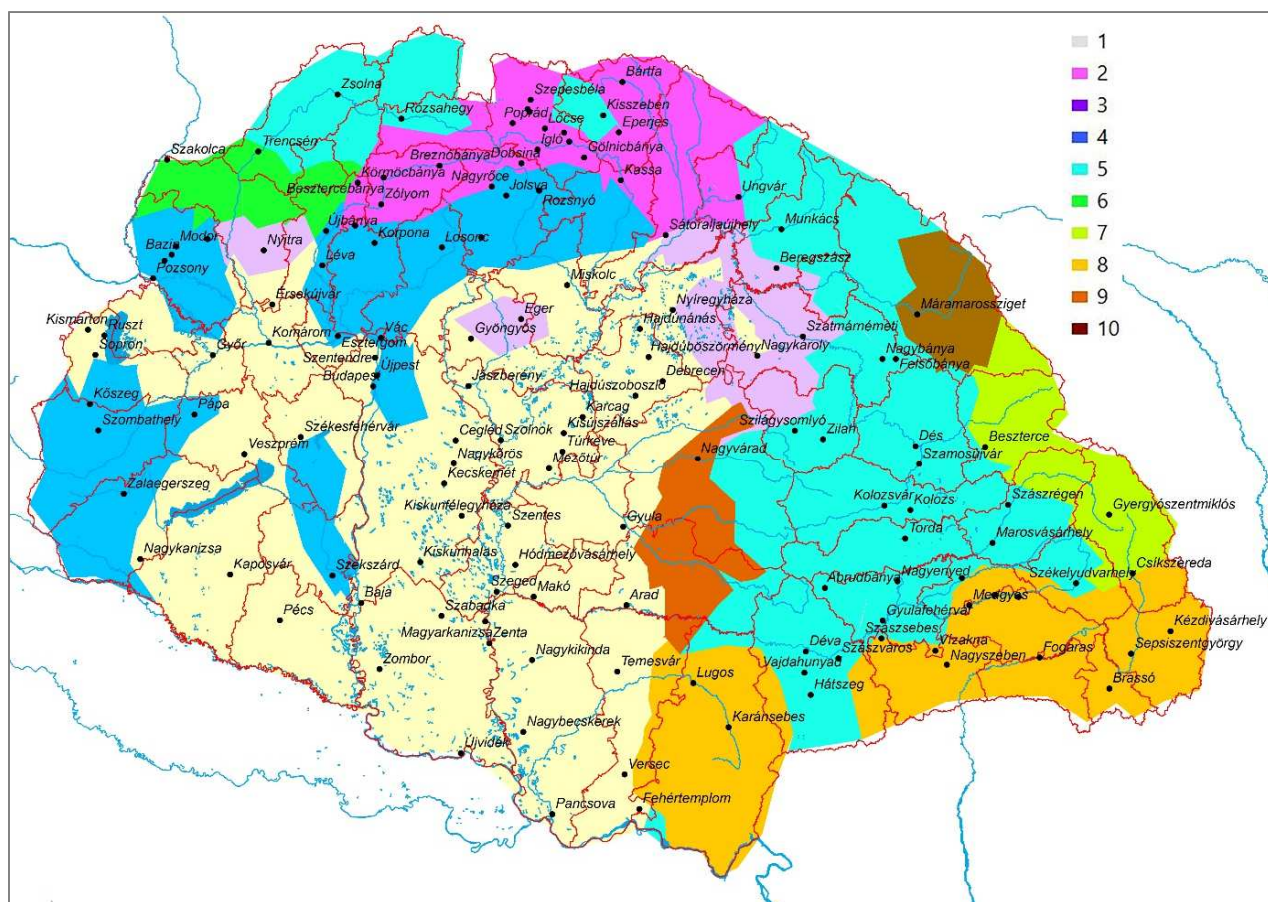 1
2
3
4
5
6
7
8
9
10
Bártfa
Zsolna
Szepesbéla
Rózsahegy
Poprád
Lőcse
Kisszeben
Eperjes
Igló
Szakolca
Trencsén
Breznóbánya
Dobsina
Gölnicbánya
Körmöcbánya
Besztercebánya
Nagyrőce
Jolsva
Kassa
Zólyom
Rozsnyó
Ungvár
Újbánya
Korpona
Losonc
Sátoraljaújhely
Munkács
Modor
Bazin
Nyitra
Pozsony
Léva
Beregszász
Miskolc
Érsekújvár
Eger
Nyíregyháza
Máramarossziget
Kismarton
Ruszt
Sopron
Komárom
Vác
Gyöngyös
Hajdúnánás
Szatmárnémeti
Győr
Esztergom
Szentendre
Újpest
Hajdúböszörmény
Nagykároly
Nagybánya
Felsőbánya
Budapest
Jászberény
Hajdúszoboszló
Debrecen
Kőszeg
Pápa
Karcag
Szombathely
Székesfehérvár
Cegléd
Szolnok
Kisújszállás
Túrkeve
Szilágysomlyó
Zilah
Dés
Beszterce
Veszprém
Nagykőrös
Mezőtúr
Nagyvárad
Szamosújvár
Kecskemét
Zalaegerszeg
Kiskunfélegyháza
Szentes
Gyula
Kolozsvár
Kolozs
Szászrégen
Gyergyószentmiklós
Torda
Marosvásárhely
Nagykanizsa
Kaposvár
Szekszárd
Kiskunhalas
Hódmezővásárhely
Abrudbánya
Nagyenyed
Székelyudvarhely
Csíkszereda
Szeged
Makó
Arad
Baja
Pécs
Szabadka
Medgyes
Gyulafehérvár
Kézdivásárhely
Magyarkanizsa
Zenta
Szászsebes
Vízakna
Fogaras
Sepsiszentgyörgy
Zombor
Nagykikinda
Temesvár
Déva
Szászváros
Nagyszeben
Vajdahunyad
Lugos
Hátszeg
Brassó
Karánsebes
Nagybecskerek
Újvidék
Versec
Pancsova
Fehértemplom